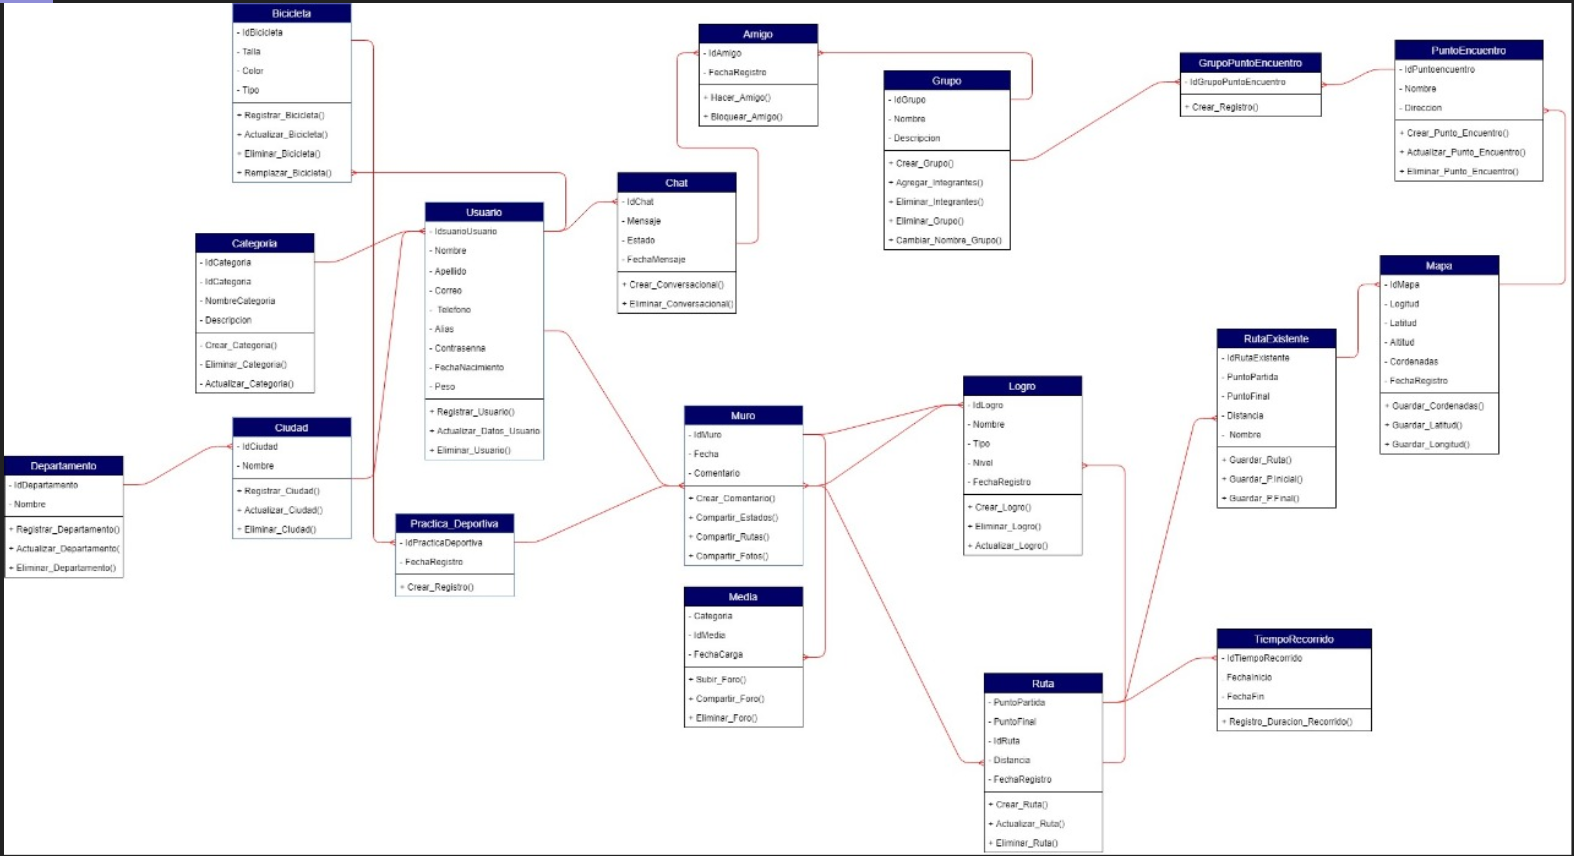 Bicicleta
- IdBicicleta
- Talla
- Color
- Tipo
+ Registrar_Bicicleta()
+ Actualizar_Bicicleta()
+ Eliminar_Bicicleta()
+ Remplazar_Bicicleta()
Amigo
- IdAmigo
- FechaRegistro
+ Hacer_Amigo()
+ Bloquear_Amigo()
Grupo
- IdGrupo
- Nombre
- Descripcion
+ Crear_Grupo()
+ Agregar_Integrantes()
+ Eliminar_Integrantes()
+ Eliminar_Grupo()
+ Cambiar_Nombre_Grupo()
GrupoPuntoEncuentro
- IdGrupoPuntoEncuentro
+ Crear_Registro()
PuntoEncuentro
- IdPuntoencuentro
- Nombre
- Direccion
+ Crear_Punto_Encuentro()
+ Actualizar_Punto_Encuentro()
+ Eliminar_Punto_Encuentro()
Chat
- IdChat
- Mensaje
- Estado
- FechaMensaje
+ Crear_Conversacional()
+ Eliminar_Conversacional()
Usuario
- IdsuarioUsuario
- Nombre
- Apellido
- Correo
- Telefono
- Alias
- Contrasenna
- FechaNacimiento
- Peso
+ Registrar_Usuario()
+ Actualizar_Datos_Usuario
+ Eliminar_Usuario()
Categoria
- IdCategoria
- IdCategoria
- NombreCategoria
- Descripcion
- Crear_Categoria()
- Eliminar_Categoria()
- Actualizar_Categoria()
Ciudad
- IdCiudad
- Nombre
+ Registrar_Ciudad()
+ Actualizar_Ciudad()
+ Eliminar_Ciudad()
Departamento
- IdDepartamento
- Nombre
+ Registrar_Departamento()
+ Actualizar_Departamento(
+ Eliminar_Departamento()
Practica_Deportiva
- IdPracticaDeportiva
- FechaRegistro
+ Crear_Registro()
Muro
- IdMuro
- Fecha
- Comentario
+ Crear_Comentario()
+ Compartir_Estados()
+ Compartir_Rutas()
+ Compartir_Fotos()
Media
- Categoria
- IdMedia
- FechaCarga
+ Subir_Foro()
+ Compartir_Foro()
+ Eliminar_Foro()
Logro
- IdLogro
- Nombre
- Tipo
- Nivel
- FechaRegistro
+ Crear_Logro()
+ Eliminar_Logro()
+ Actualizar_Logro()
Ruta
- PuntoPartida
- PuntoFinal
- IdRuta
- Distancia
- FechaRegistro
+ Crear_Ruta()
+ Actualizar_Ruta()
+ Eliminar_Ruta()
RutaExistente
- IdRutaExistente
- PuntoPartida
- PuntoFinal
- Distancia
- Nombre
+ Guardar_Ruta()
+ Guardar_P.Inicial()
+ Guardar_P.Final()
Mapa
- IdMapa
- Logitud
- Latitud
- Altitud
- Cordenadas
- FechaRegistro
+ Guardar_Cordenadas()
+ Guardar_Latitud()
+ Guardar_Longitud()
TiempoRecorrido
- IdTiempoRecorrido
FechaInicio
- FechaFin
+ Registro_Duracion_Recorrido()